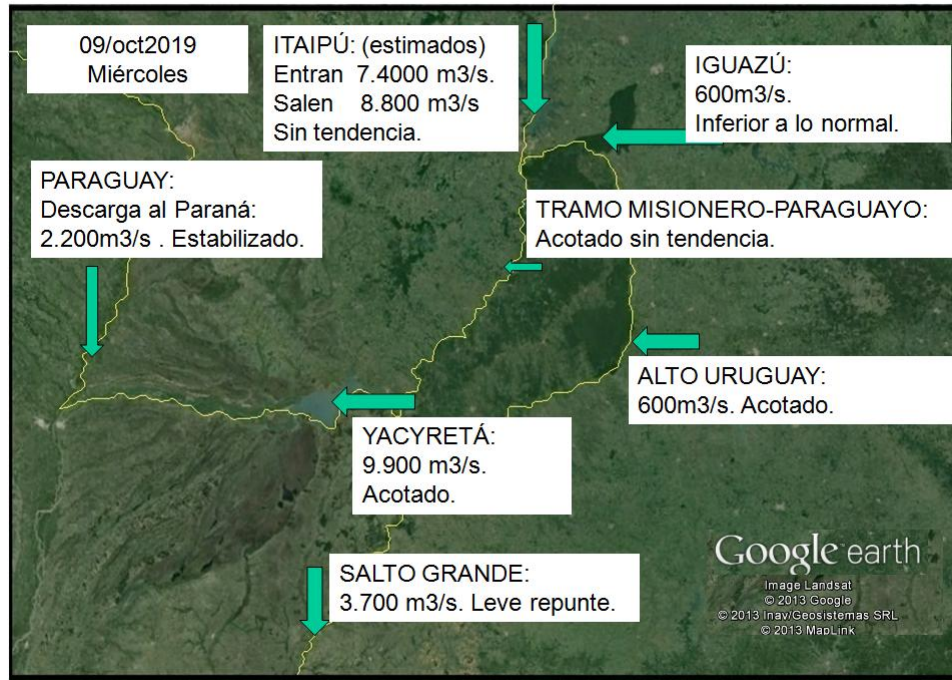 09/oct2019
Miércoles
ITAIPÚ: (estimados)
Entran 7.4000 m3/s.
Salen 8.800 m3/s
Sin tendencia.
IGUAZÚ:
600m3/s.
Inferior a lo normal.
PARAGUAY:
Descarga al Paraná:
2.200m3/s . Estabilizado.
TRAMO MISIONERO-PARAGUAYO:
Acotado sin tendencia.
ALTO URUGUAY:
600m3/s. Acotado.
YACYRETÁ:
9.900 m3/s.
Acotado.
SALTO GRANDE:
3.700 m3/s. Leve repunte.
Google earth
Image Landsat
© 2013 Google
© 2013 Inav/Geosistemas SRL
© 2013 MapLink